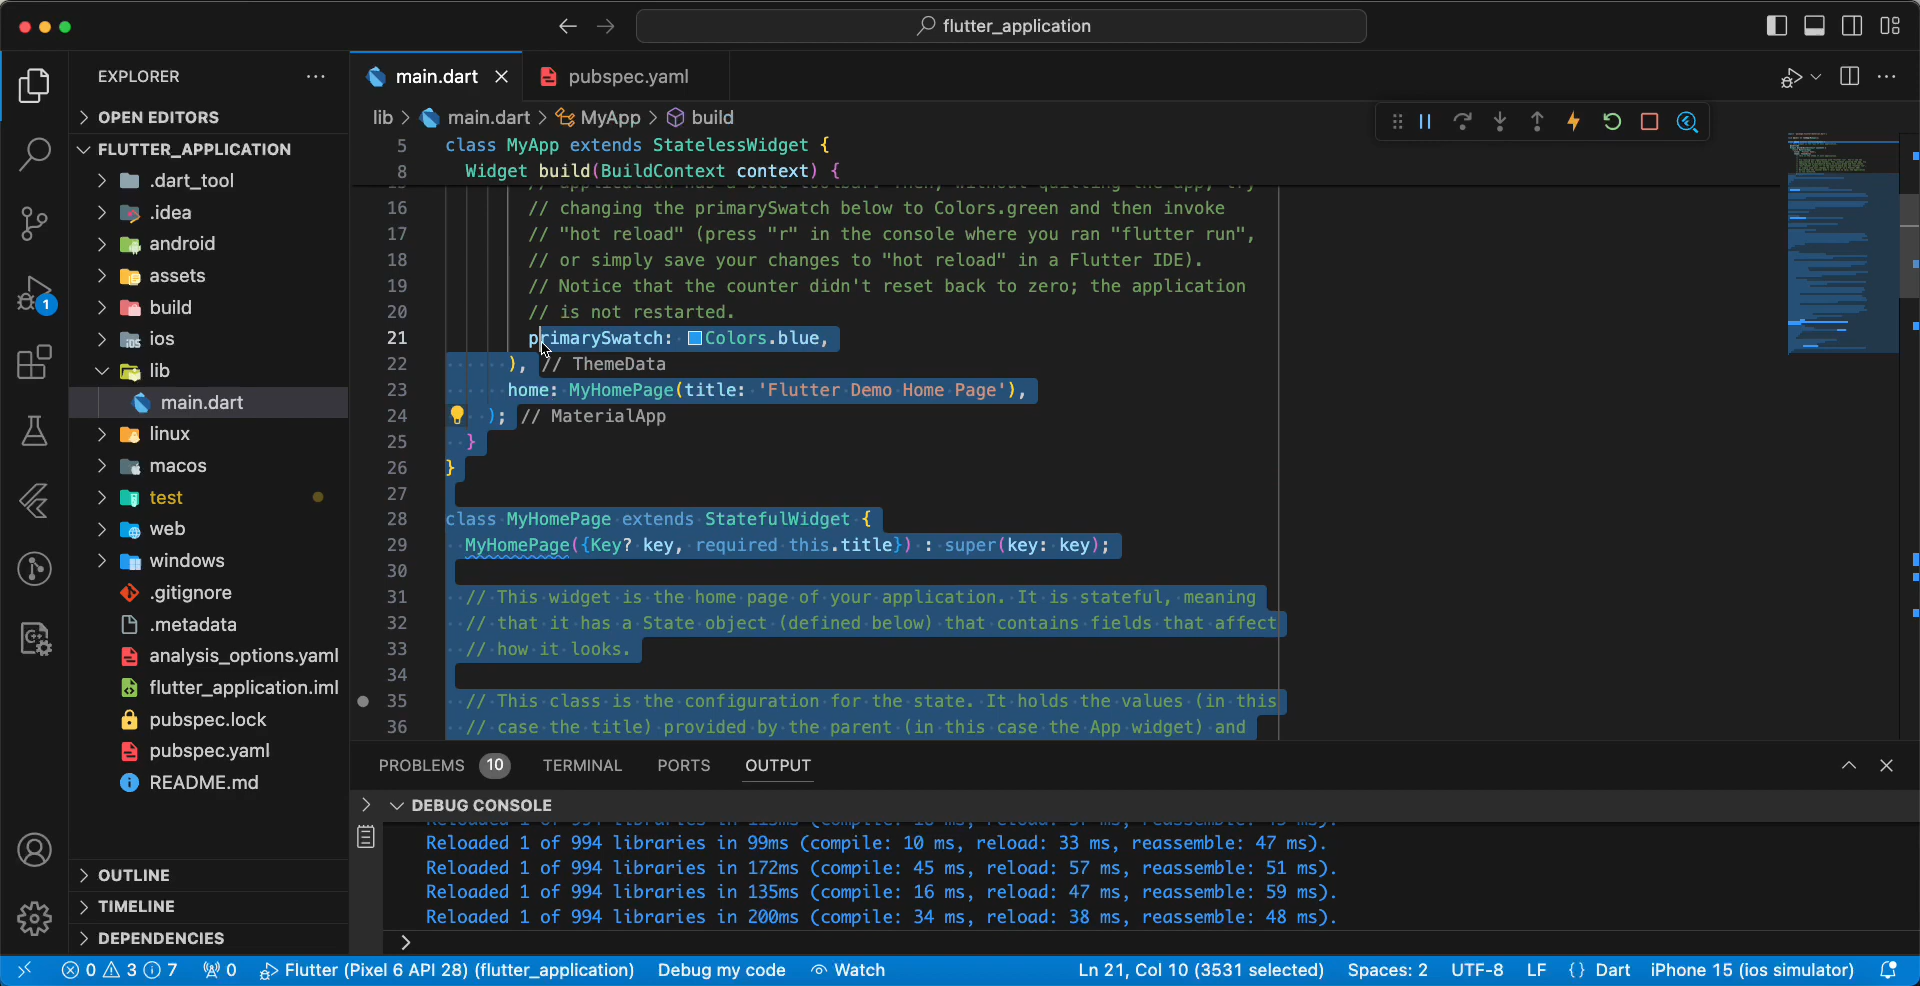 flutter_application
EXPLORER
OPEN EDITORS
FLUTTER_APPLICATION
.dart_tool
.idea
android
assets
build
ios
lib
main.dart
linux
macos
test
web
windows
.gitignore
.metadata
analysis_options.yaml
flutter_application.iml
pubspec.lock
pubspec.yaml
README.md
OUTLINE
TIMELINE
DEPENDENCIES
1
main.dart
pubspec.yaml
lib > main.dart > MyApp > build
5 class MyApp extends StatelessWidget {
8 Widget build(BuildContext context) {
// application has a blue toolbar. Then, without quitting the app, try
16 // changing the primarySwatch below to Colors.green and then invoke
17 // "hot reload" (press "r" in the console where you ran "flutter run",
18 // or simply save your changes to "hot reload" in a Flutter IDE).
19 // Notice that the counter didn't reset back to zero; the application
20 // is not restarted.
21 primarySwatch: Colors.blue,
22 ), // ThemeData
23 home: MyHomePage(title: 'Flutter Demo Home Page'),
24 ); // MaterialApp
25 }
26 }
27
28 class MyHomePage extends StatefulWidget {
29 MyHomePage({Key? key, required this.title}) : super(key: key);
30
31 // This widget is the home page of your application. It is stateful, meaning
32 // that it has a State object (defined below) that contains fields that affect
33 // how it looks.
34
35 // This class is the configuration for the state. It holds the values (in this
36 // case the title) provided by the parent (in this case the App widget) and
PROBLEMS 10 TERMINAL PORTS OUTPUT
DEBUG CONSOLE
Reloaded 1 of 994 libraries in 99ms (compile: 10 ms, reload: 33 ms, reassemble: 47 ms).
Reloaded 1 of 994 libraries in 172ms (compile: 45 ms, reload: 57 ms, reassemble: 51 ms).
Reloaded 1 of 994 libraries in 135ms (compile: 16 ms, reload: 47 ms, reassemble: 59 ms).
Reloaded 1 of 994 libraries in 200ms (compile: 34 ms, reload: 38 ms, reassemble: 48 ms).
0 3 7 0 Flutter (Pixel 6 API 28) (flutter_application) Debug my code Watch Ln 21, Col 10 (3531 selected) Spaces: 2 UTF-8 LF {} Dart iPhone 15 (ios simulator)